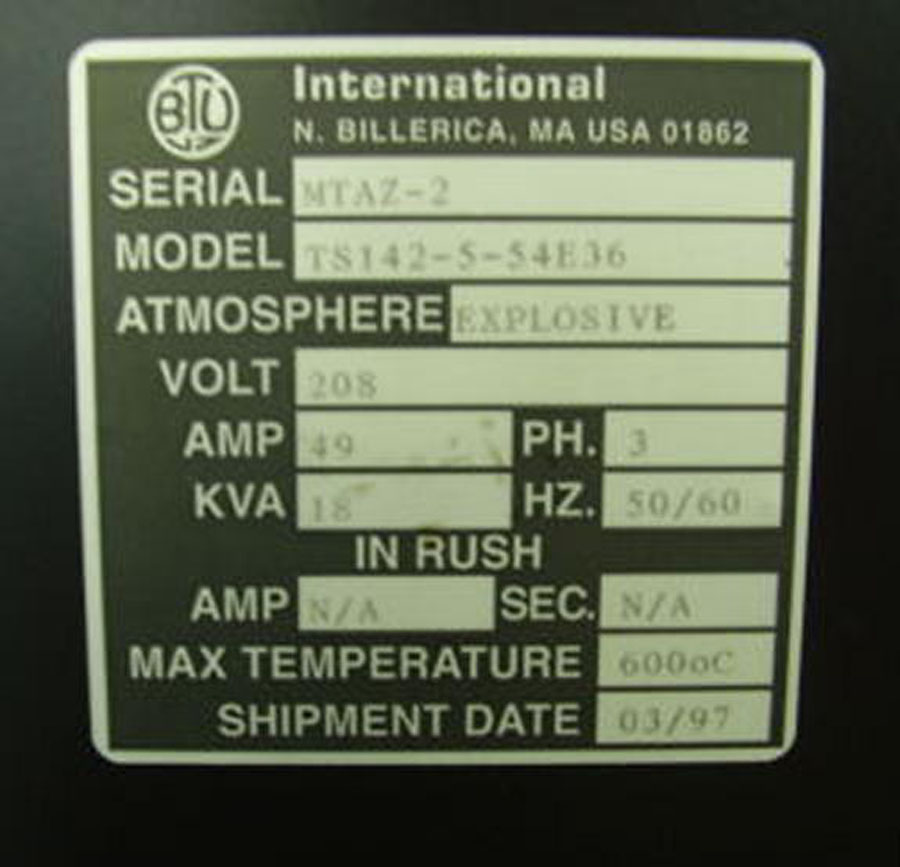 BTU International
N. BILLERICA, MA USA 01862
SERIAL MTAZ-2
MODEL TS142-5-54E36
ATMOSPHERE EXPLOSIVE
VOLT 208
AMP 49 PH. 3
KVA 18 HZ. 50/60
IN RUSH
AMP N/A SEC. N/A
MAX TEMPERATURE 600oC
SHIPMENT DATE 03/97